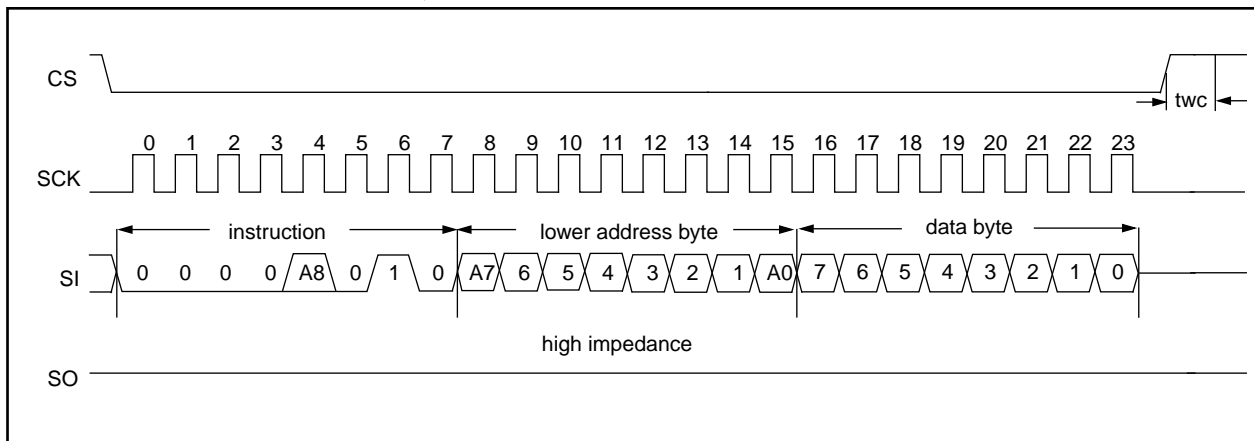 CS
twc
0 1 2 3 4 5 6 7 8 9 10 11 12 13 14 15 16 17 18 19 20 21 22 23
SCK
instruction lower address byte data byte
SI 0 0 0 0 A8 0 1 0 A7 6 5 4 3 2 1 A0 7 6 5 4 3 2 1 0
high impedance
SO